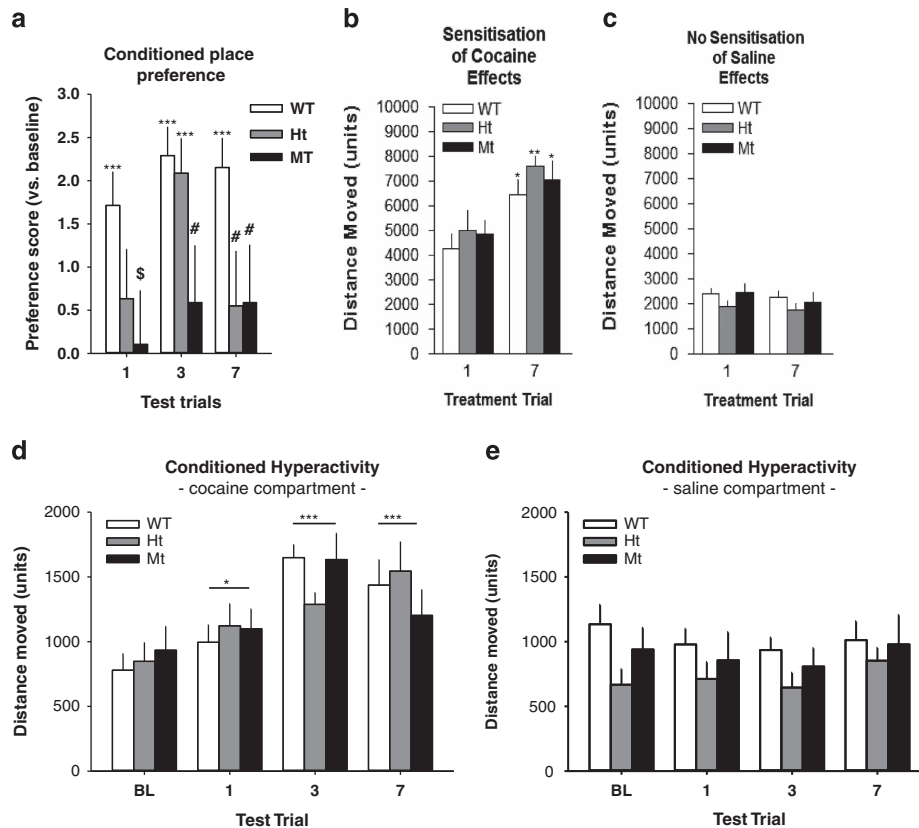 a
Conditioned place
preference
3.0
2.5
2.0
1.5
1.0
0.5
0.0
Preference score (vs. baseline)
WT
Ht
MT
***
$
***
***
#
***
#
#
1
3
7
Test trials
b
Sensitisation
of Cocaine
Effects
10000
9000
8000
7000
6000
5000
4000
3000
2000
1000
0
Distance Moved (units)
WT
Ht
Mt
*
**
*
1
7
Treatment Trial
c
No Sensitisation
of Saline
Effects
10000
9000
8000
7000
6000
5000
4000
3000
2000
1000
0
Distance Moved (units)
WT
Ht
Mt
1
7
Treatment Trial
d
Conditioned Hyperactivity
- cocaine compartment -
2000
1500
1000
500
0
Distance moved (units)
WT
Ht
Mt
*
***
***
BL
1
3
7
Test Trial
e
Conditioned Hyperactivity
- saline compartment -
2000
1500
1000
500
0
Distance moved (units)
WT
Ht
Mt
BL
1
3
7
Test Trial